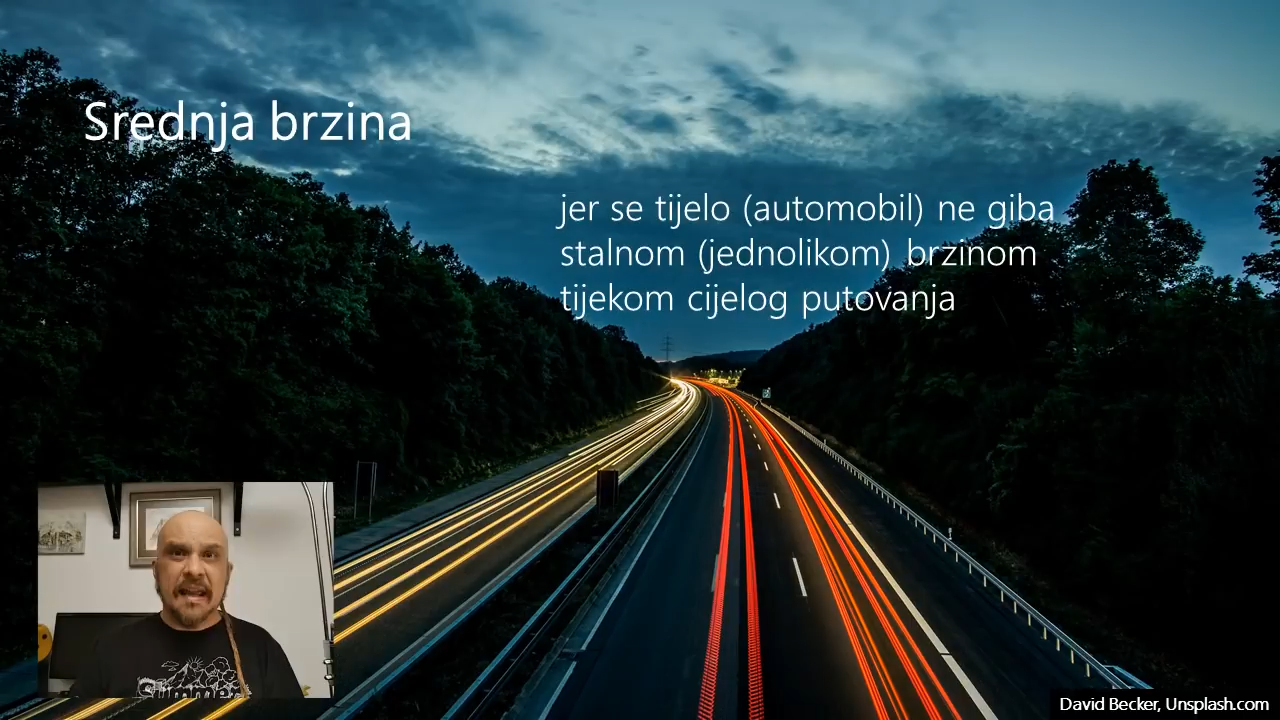 Srednja brzina
jer se tijelo (automobil) ne giba
stalnom (jednolikom) brzinom
tijekom cijelog putovanja
David Becker, Unsplash.com